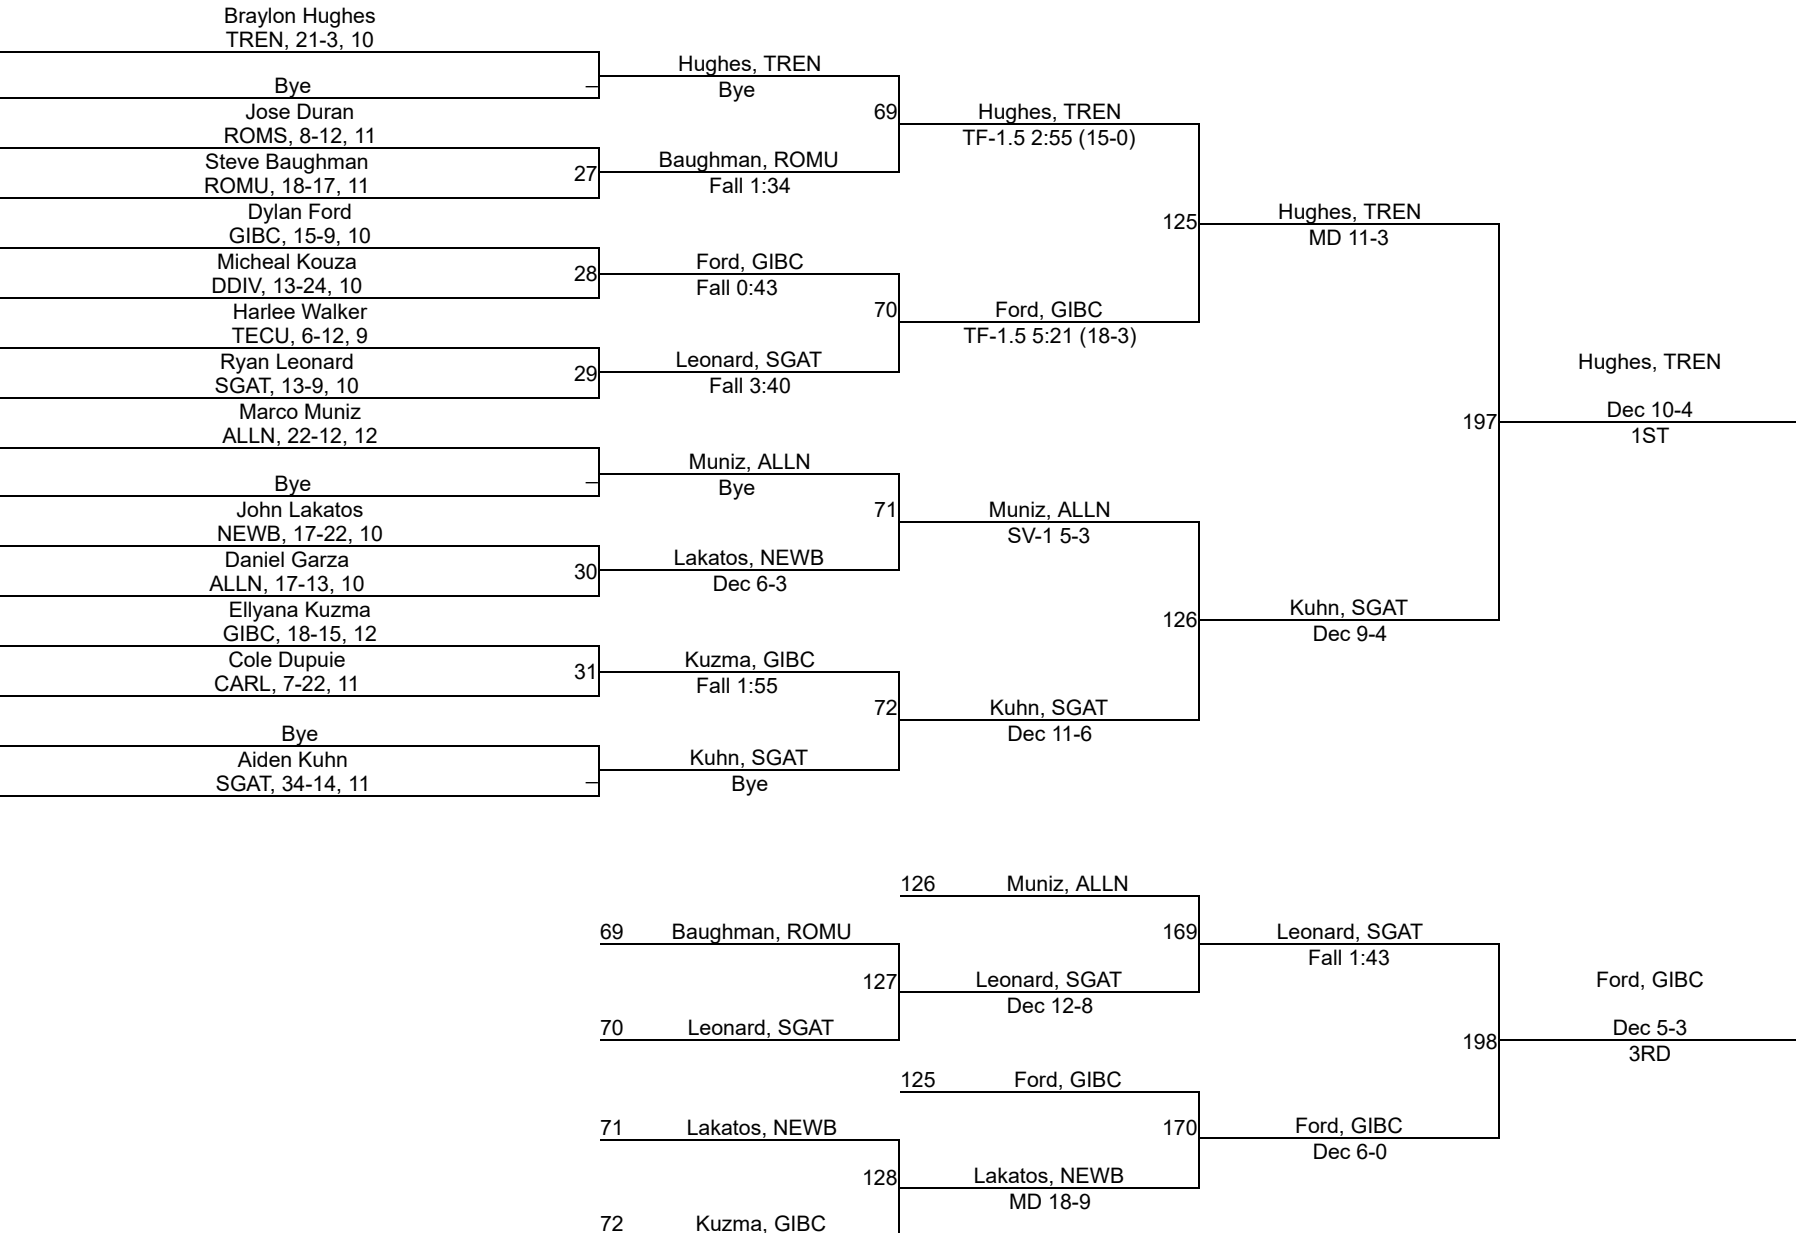 Braylon Hughes
TREN, 21-3, 10
Bye
Jose Duran
ROMS, 8-12, 11
Steve Baughman
ROMU, 18-17, 11
Dylan Ford
GIBC, 15-9, 10
Micheal Kouza
DDIV, 13-24, 10
Harlee Walker
TECU, 6-12, 9
Ryan Leonard
SGAT, 13-9, 10
Marco Muniz
ALLN, 22-12, 12
Bye
John Lakatos
NEWB, 17-22, 10
Daniel Garza
ALLN, 17-13, 10
Ellyana Kuzma
GIBC, 18-15, 12
Cole Dupuie
CARL, 7-22, 11
Bye
Aiden Kuhn
SGAT, 34-14, 11
–
27
28
29
–
30
31
–
Hughes, TREN
Bye
Baughman, ROMU
Fall 1:34
Ford, GIBC
Fall 0:43
Leonard, SGAT
Fall 3:40
Muniz, ALLN
Bye
Lakatos, NEWB
Dec 6-3
Kuzma, GIBC
Fall 1:55
Kuhn, SGAT
Bye
69
70
71
72
Hughes, TREN
TF-1.5 2:55 (15-0)
Ford, GIBC
TF-1.5 5:21 (18-3)
Muniz, ALLN
SV-1 5-3
Kuhn, SGAT
Dec 11-6
125
126
Hughes, TREN
MD 11-3
Kuhn, SGAT
Dec 9-4
197
Hughes, TREN
Dec 10-4
1ST
126 Muniz, ALLN
69 Baughman, ROMU
127
70 Leonard, SGAT
Leonard, SGAT
Dec 12-8
169
Leonard, SGAT
Fall 1:43
125 Ford, GIBC
71 Lakatos, NEWB
128
72 Kuzma, GIBC
Lakatos, NEWB
MD 18-9
170
Ford, GIBC
Dec 6-0
198
Ford, GIBC
Dec 5-3
3RD